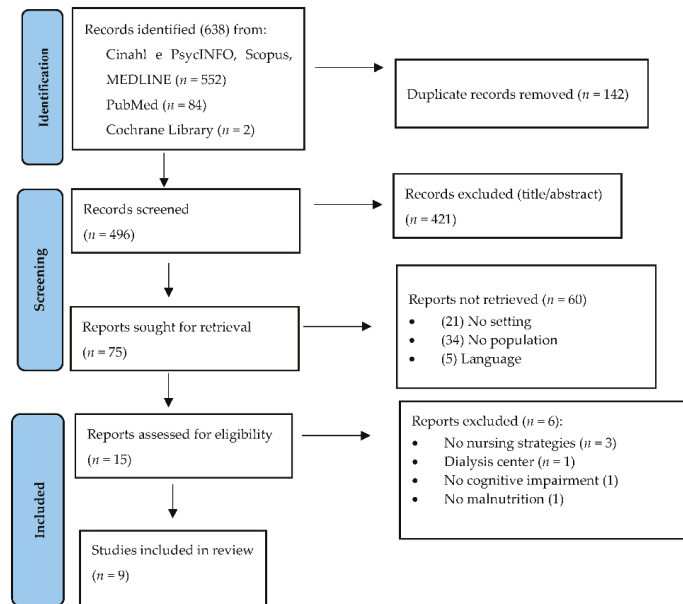 Identification
Records identified (638) from:
Cinahl e PsycINFO, Scopus,
MEDLINE (n = 552)
PubMed (n = 84)
Cochrane Library (n = 2)
Duplicate records removed (n = 142)
Screening
Records screened
(n = 496)
Records excluded (title/abstract)
(n = 421)
Reports sought for retrieval
(n = 75)
Reports not retrieved (n = 60)
• (21) No setting
• (34) No population
• (5) Language
Included
Reports assessed for eligibility
(n = 15)
Reports excluded (n = 6):
• No nursing strategies (n = 3)
• Dialysis center (n = 1)
• No cognitive impairment (1)
• No malnutrition (1)
Studies included in review
(n = 9)